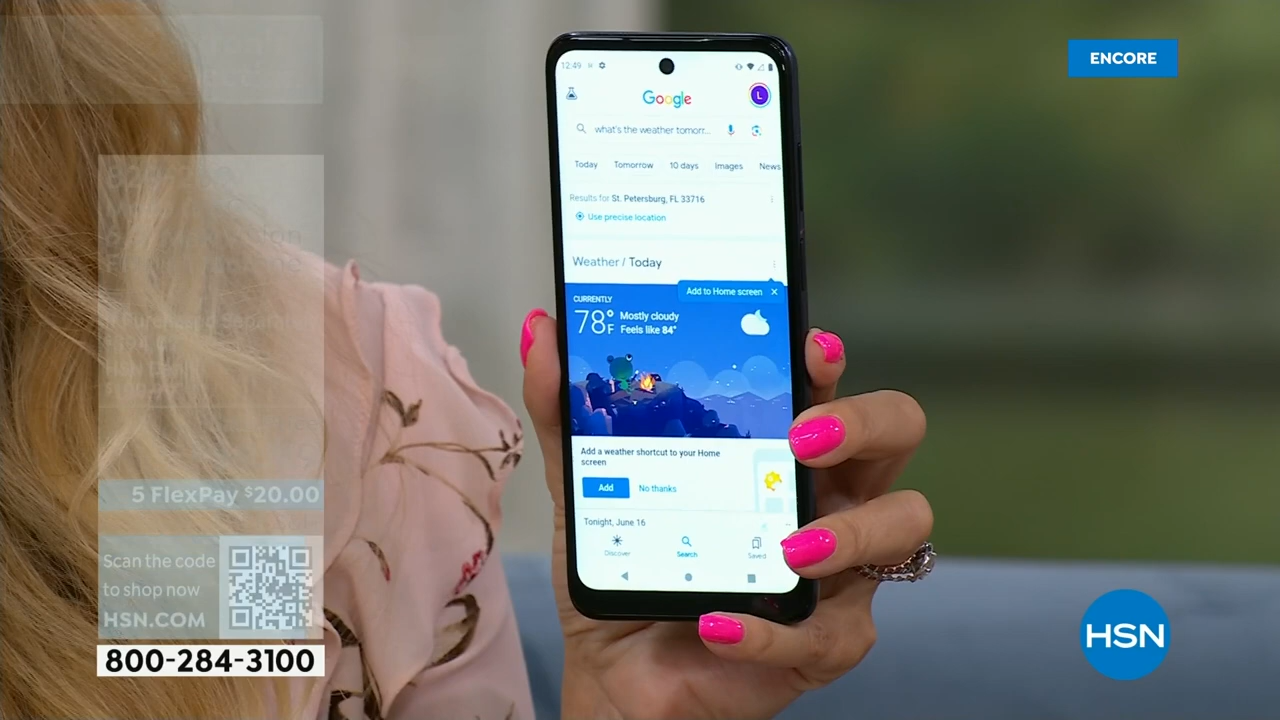 ENCORE
12:49
Google
L
what's the weather tomorr...
Today Tomorrow 10 days Images News
Results for St. Petersburg, FL 33716
Use precise location
Weather / Today
Add to Home screen
CURRENTLY
78°F
Mostly cloudy
Feels like 84°
Add a weather shortcut to your Home
screen
Add No thanks
Tonight, June 16
Discover Search Saved
5 FlexPay $20.00
Scan the code
to shop now
HSN.COM
800-284-3100
HSN